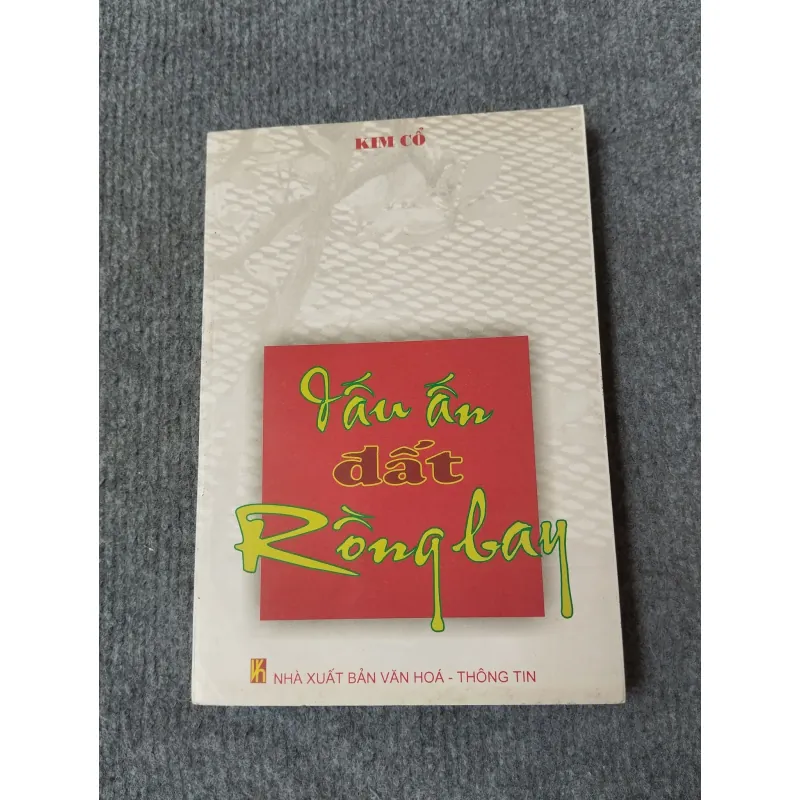 KIM CỔ
Dấu ấn
đất
Rồng bay
NHÀ XUẤT BẢN VĂN HOÁ - THÔNG TIN